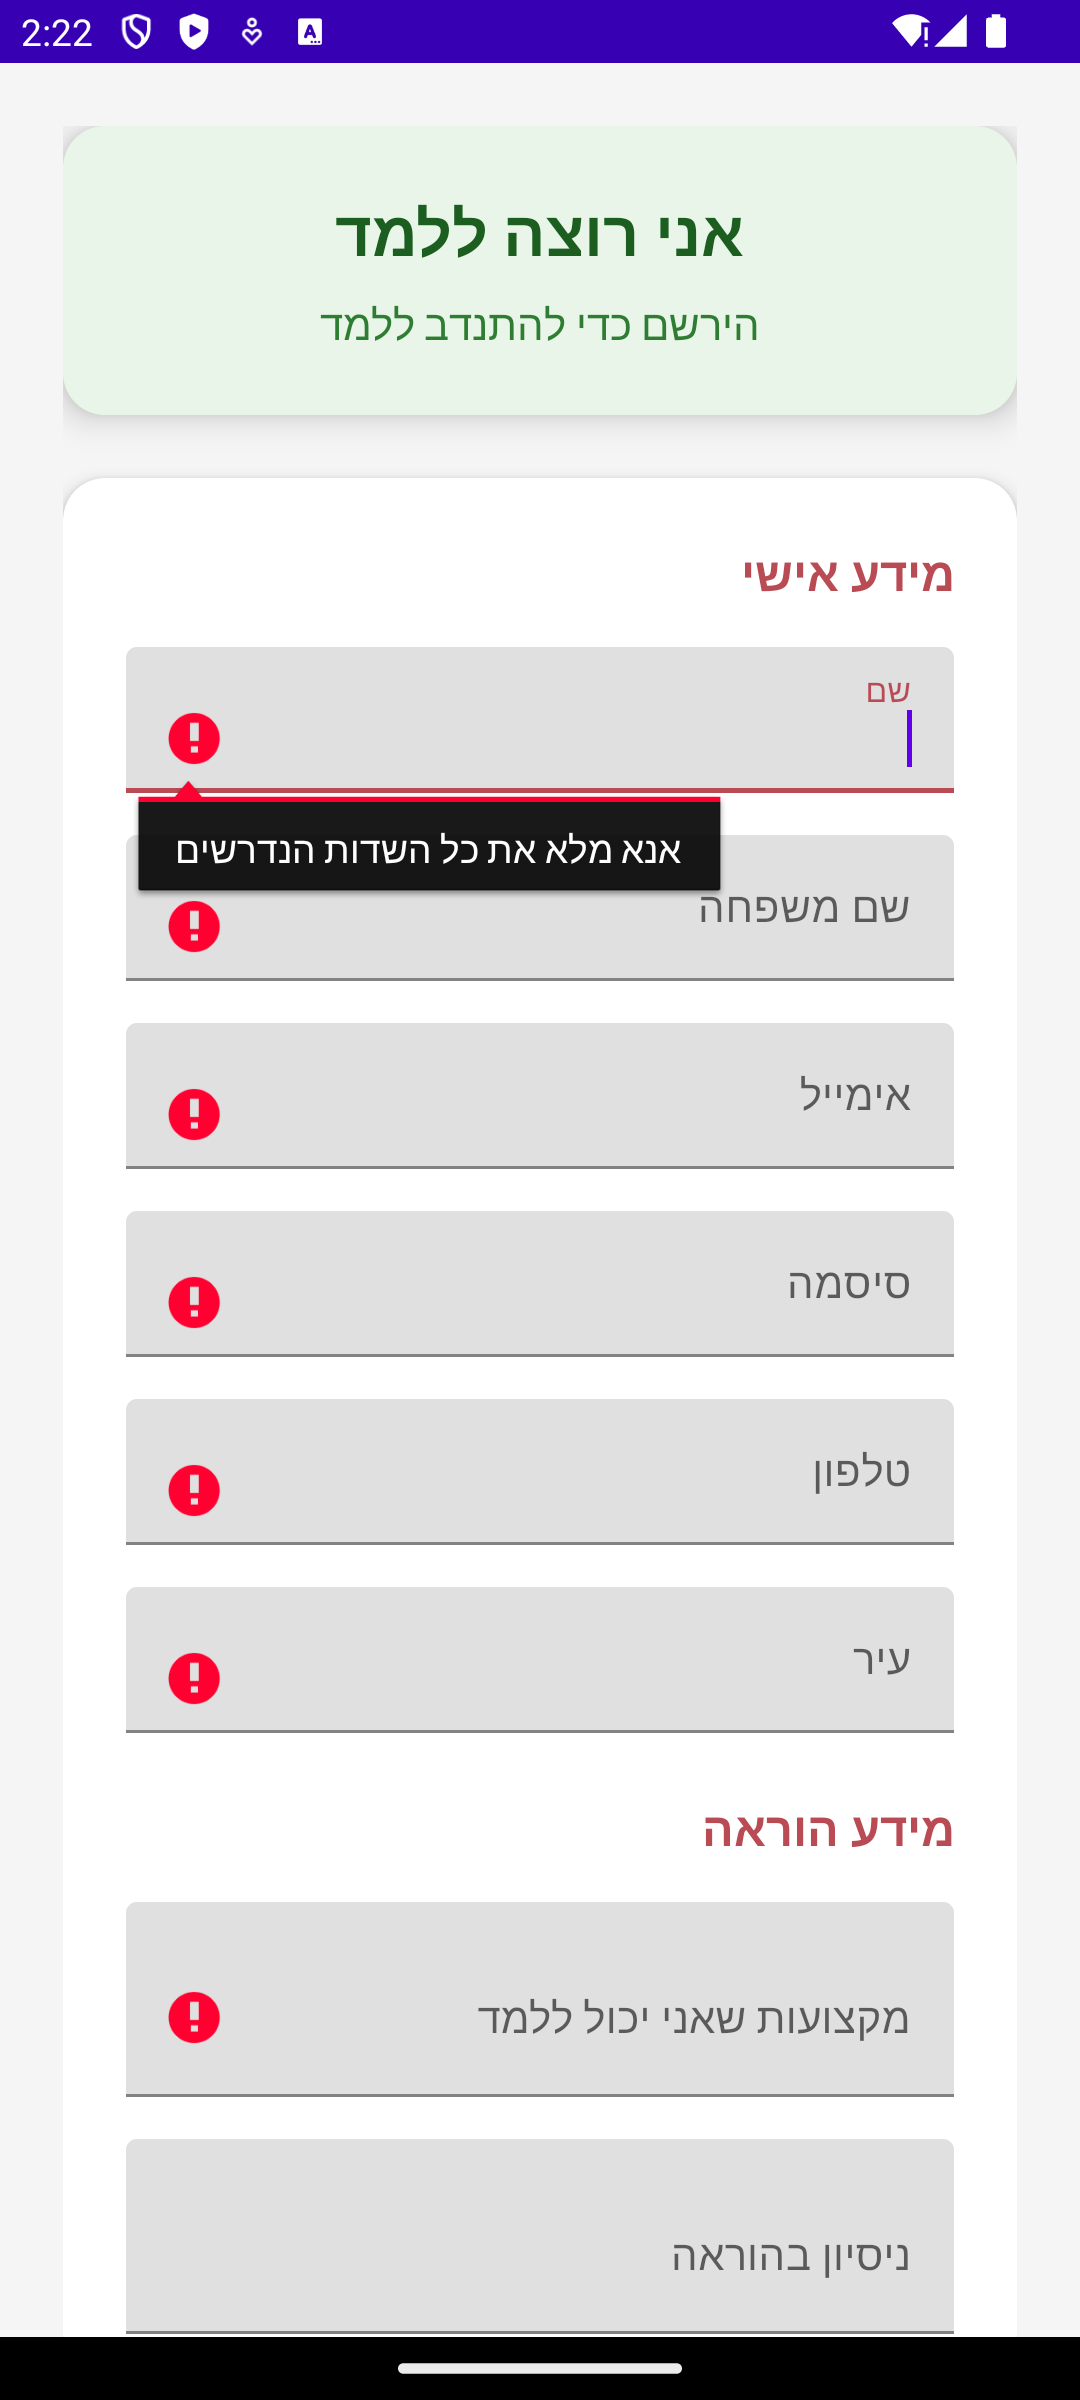 2:22
אני רוצה ללמד
הירשם כדי להתנדב ללמד
מידע אישי
שם
אנא מלא את כל השדות הנדרשים
שם משפחה
אימייל
סיסמה
טלפון
עיר
מידע הוראה
מקצועות שאני יכול ללמד
ניסיון בהוראה